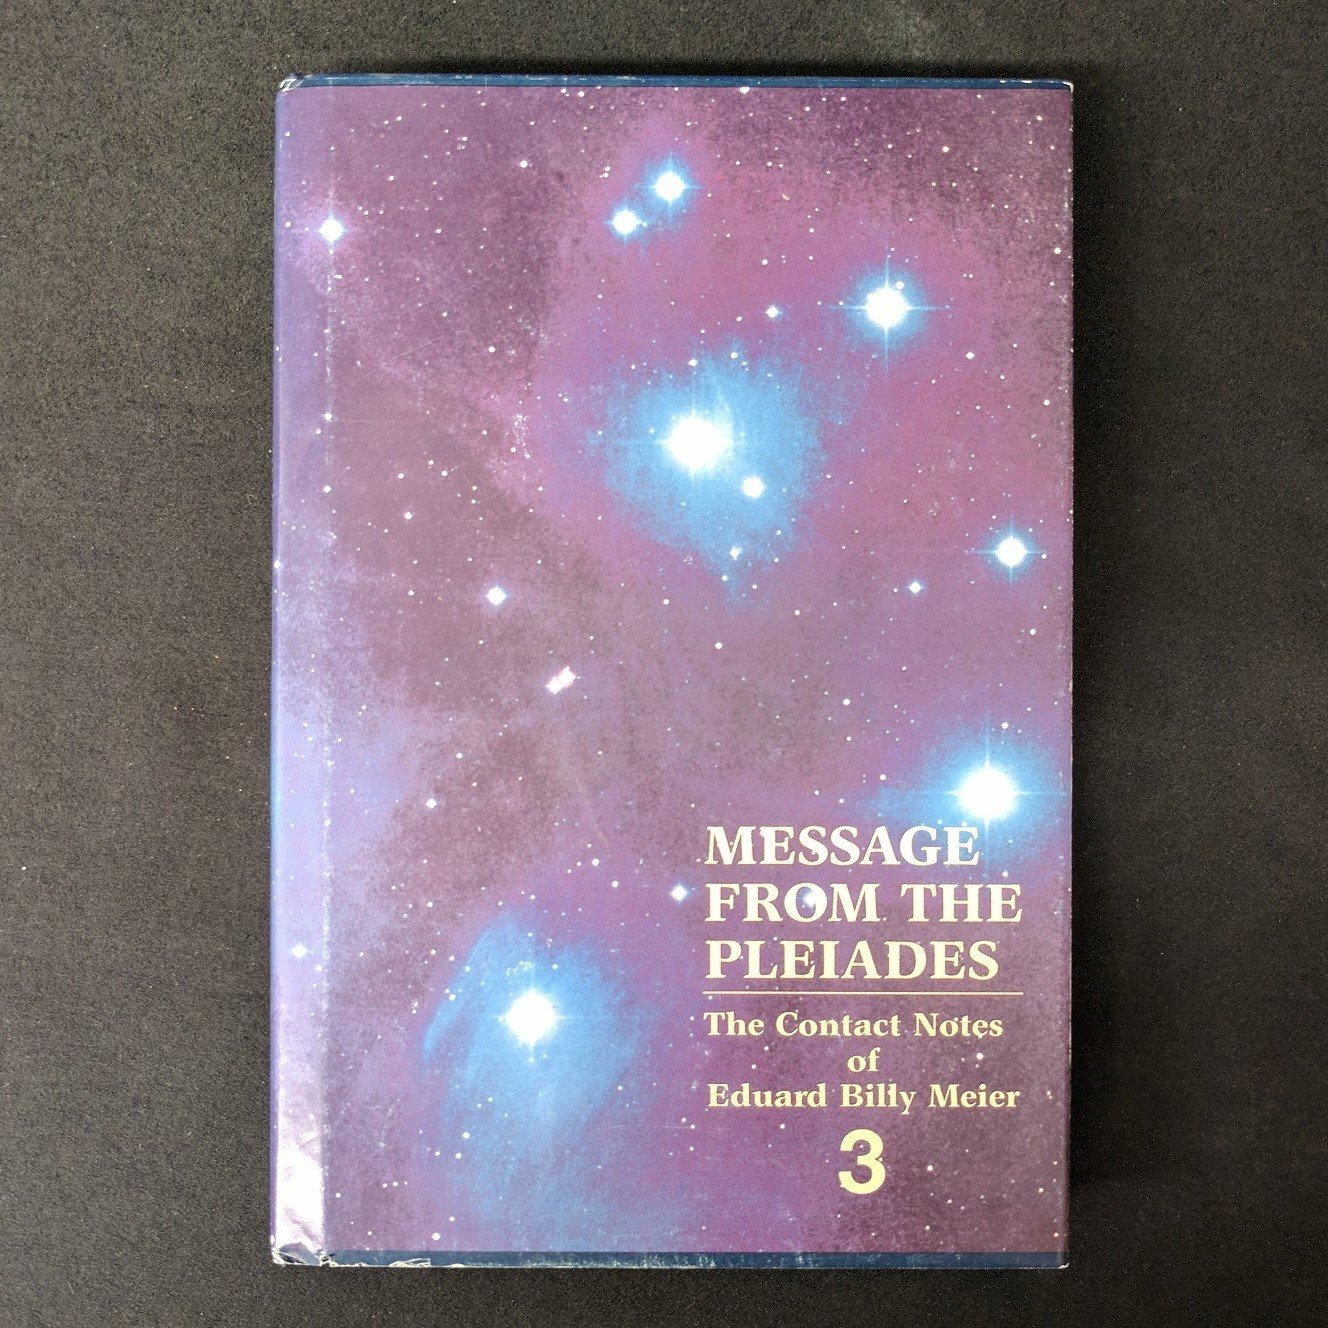 MESSAGE
FROM THE
PLEIADES
The Contact Notes
of
Eduard Billy Meier
3